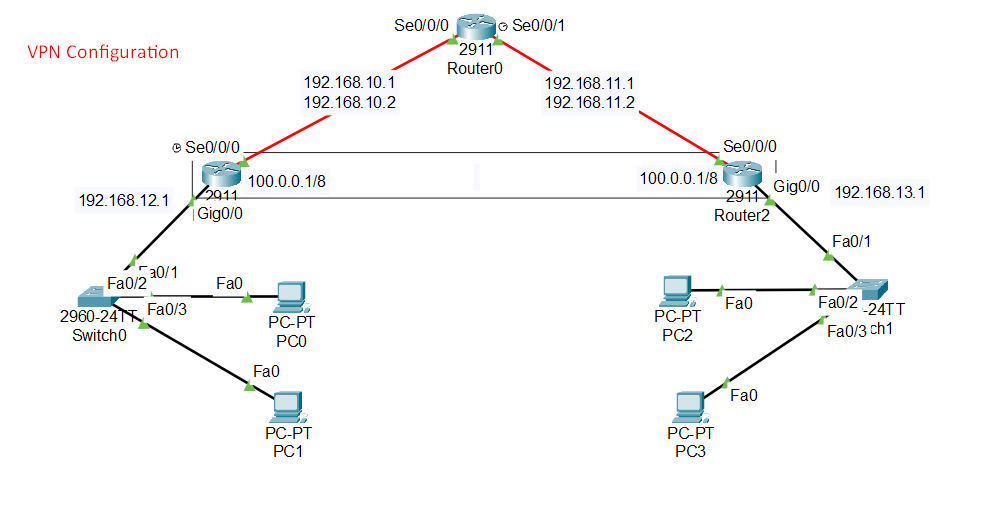 Se0/0/0
Se0/0/1
VPN Configuration
2911
Router0
192.168.10.1
192.168.10.2
192.168.11.1
192.168.11.2
Se0/0/0
Se0/0/0
100.0.0.1/8
100.0.0.1/8
2911
2911
Gig0/0
192.168.12.1
192.168.13.1
Gig0/0
Router2
Fa0/1
Fa0/1
Fa0/2
Fa0
Fa0
Fa0/2
Fa0/3
2960-24TT
Switch0
PC-PT
PC0
PC-PT
PC2
-24TT
Fa0/3
ch1
Fa0
Fa0
PC-PT
PC1
PC-PT
PC3